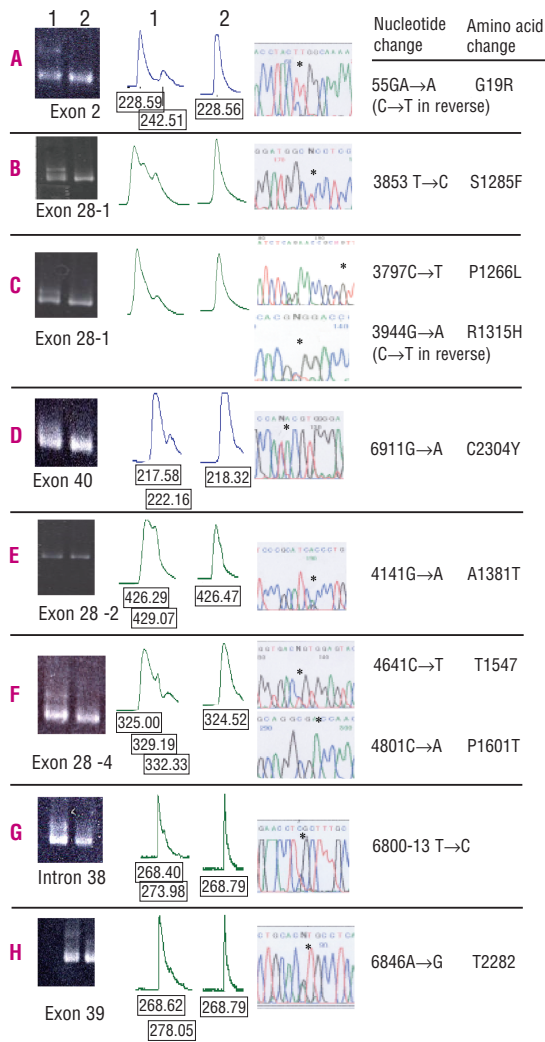 1 2 1 2 Nucleotide change Amino acid change
A
Exon 2
228.59
242.51
228.56
*
55GA→A G19R
(C→T in reverse)
B
Exon 28-1
*
3853 T→C S1285F
C
Exon 28-1
*
3797C→T P1266L
C A C G N G G A C C
140
*
3944G→A R1315H
(C→T in reverse)
D
Exon 40
217.58
222.16
218.32
*
6911G→A C2304Y
E
Exon 28 -2
426.29
429.07
426.47
*
4141G→A A1381T
F
Exon 28 -4
325.00
329.19
332.33
324.52
*
4641C→T T1547
*
4801C→A P1601T
G
Intron 38
268.40
273.98
268.79
G A A C C T C G C T T T G C
*
6800-13 T→C
H
Exon 39
268.62
278.05
268.79
C T G C A C N T G C C T C A
*
6846A→G T2282